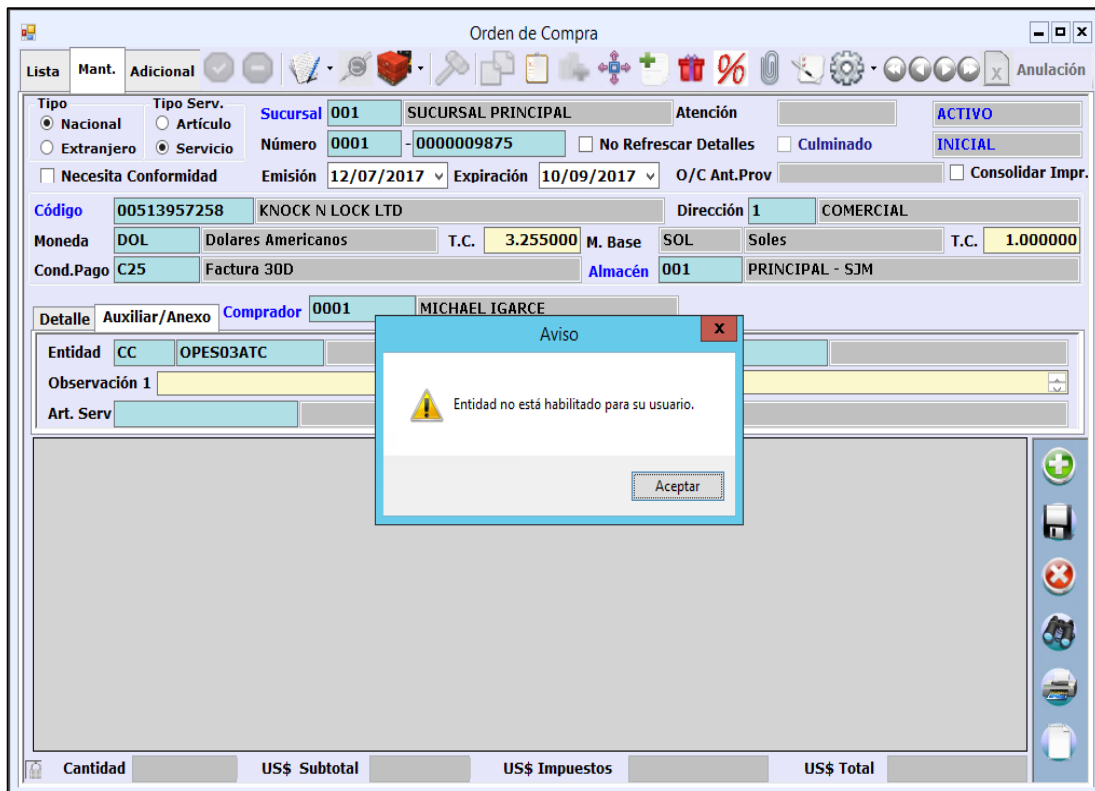 Orden de Compra
Lista Mant. Adicional % x Anulación
Tipo Tipo Serv.
Nacional Artículo Sucursal 001 SUCURSAL PRINCIPAL Atención ACTIVO
Extranjero Servicio Número 0001 - 0000009875 No Refrescar Detalles Culminado INICIAL
Necesita Conformidad Emisión 12/07/2017 Expiración 10/09/2017 O/C Ant.Prov Consolidar Impr.
Código 00513957258 KNOCK N LOCK LTD Dirección 1 COMERCIAL
Moneda DOL Dolares Americanos T.C. 3.255000 M. Base SOL Soles T.C. 1.000000
Cond.Pago C25 Factura 30D Almacén 001 PRINCIPAL - SJM
Detalle Auxiliar/Anexo Comprador 0001 MICHAEL IGARCE
Entidad CC OPES03ATC
Observación 1
Art. Serv
Aviso x
Entidad no está habilitado para su usuario.
Aceptar
Cantidad US$ Subtotal US$ Impuestos US$ Total